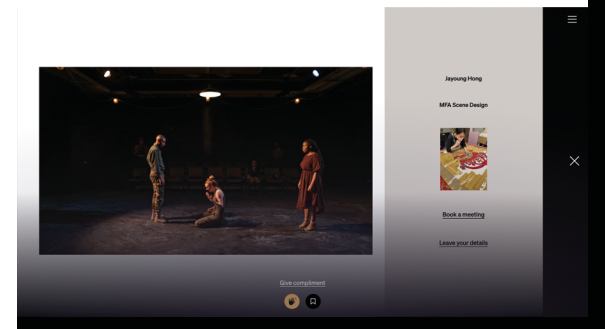 Jayoung Hong
MFA Scene Design
Book a meeting
Leave your details
Give compliment